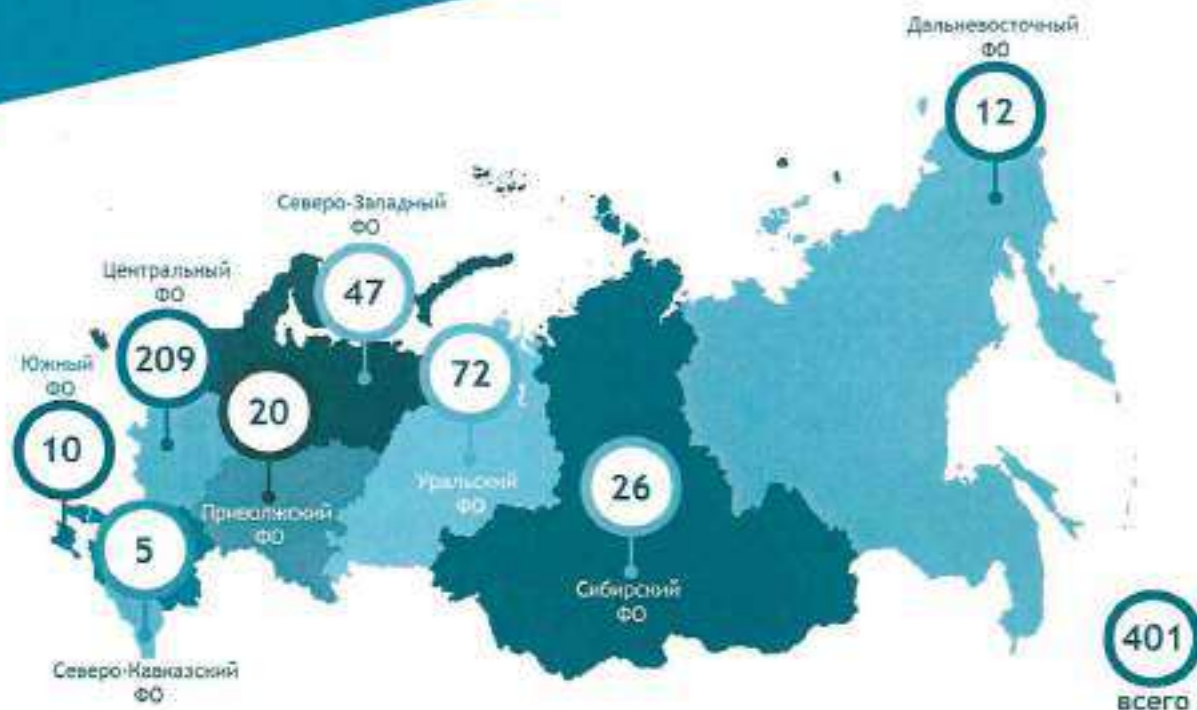 Дальневосточный
ФО
12
Северо-Западный
ФО
47
Центральный
ФО
209
Южный
ФО
10
20
Приволжский
ФО
72
Уральский
ФО
26
Сибирский
ФО
5
Северо-Кавказский
ФО
401
всего